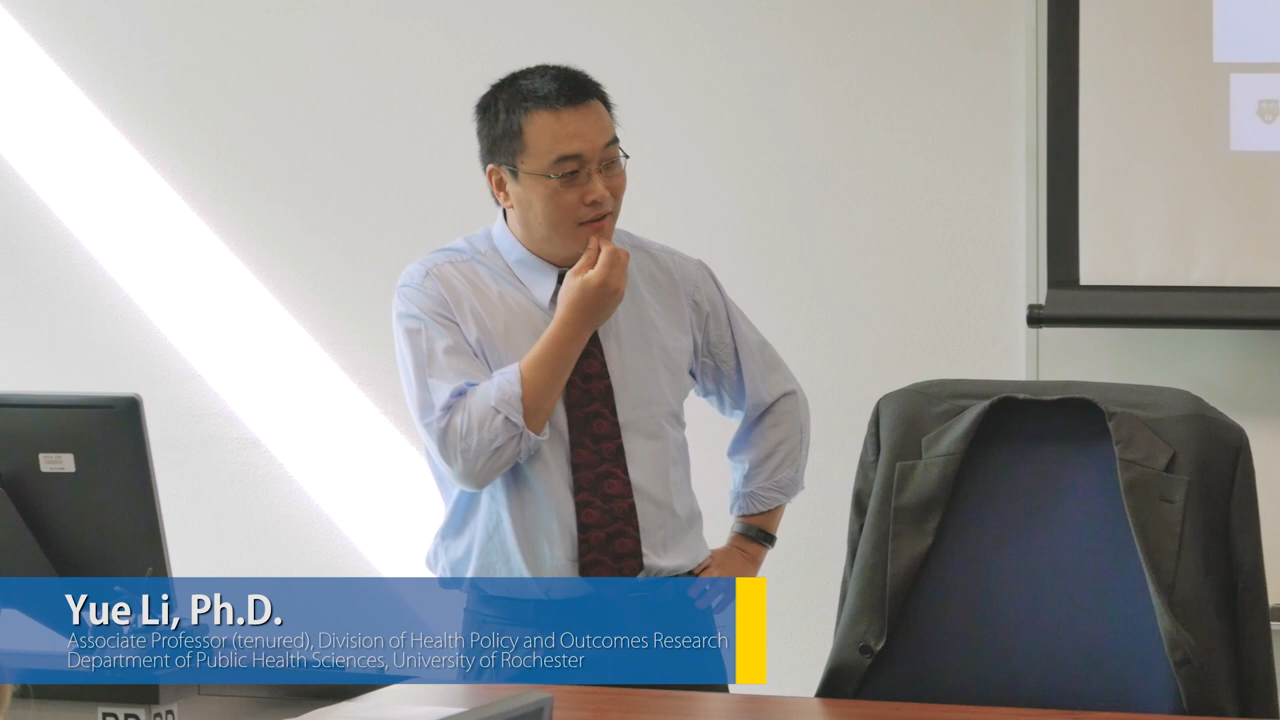 Yue Li, Ph.D.
Associate Professor (tenured), Division of Health Policy and Outcomes Research
Department of Public Health Sciences, University of Rochester